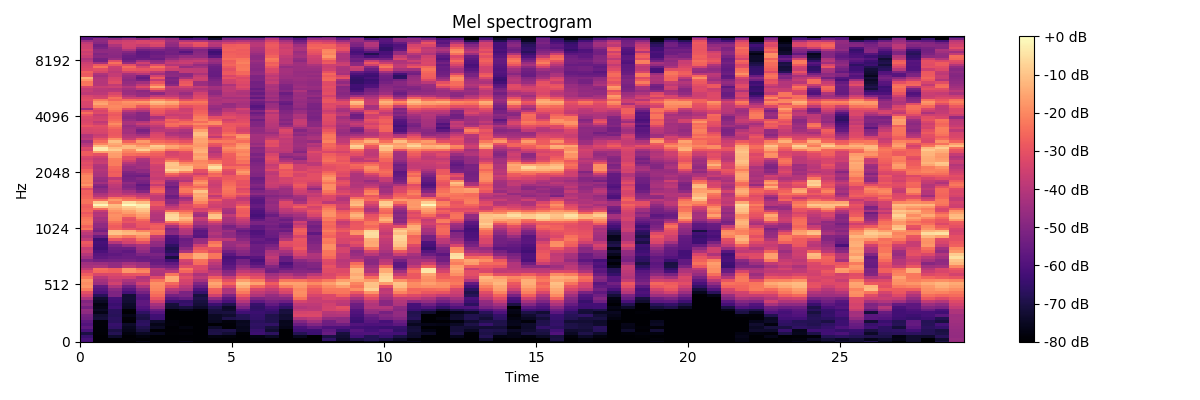 Mel spectrogram
Hz
8192
4096
2048
1024
512
0
0 5 10 15 20 25
Time
+0 dB
-10 dB
-20 dB
-30 dB
-40 dB
-50 dB
-60 dB
-70 dB
-80 dB